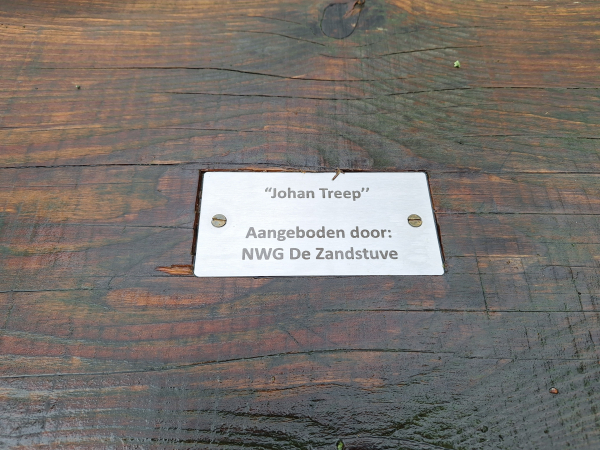 “Johan Treep’’
Aangeboden door:
NWG De Zandstuve